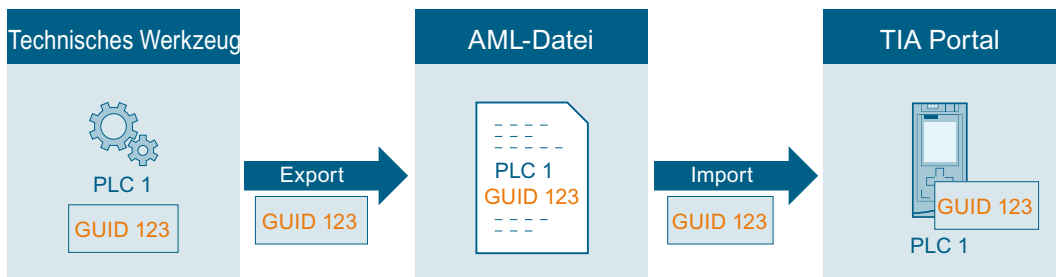 Technisches Werkzeug
PLC 1
GUID 123
Export
GUID 123
AML-Datei
PLC 1
GUID 123
Import
GUID 123
TIA Portal
GUID 123
PLC 1